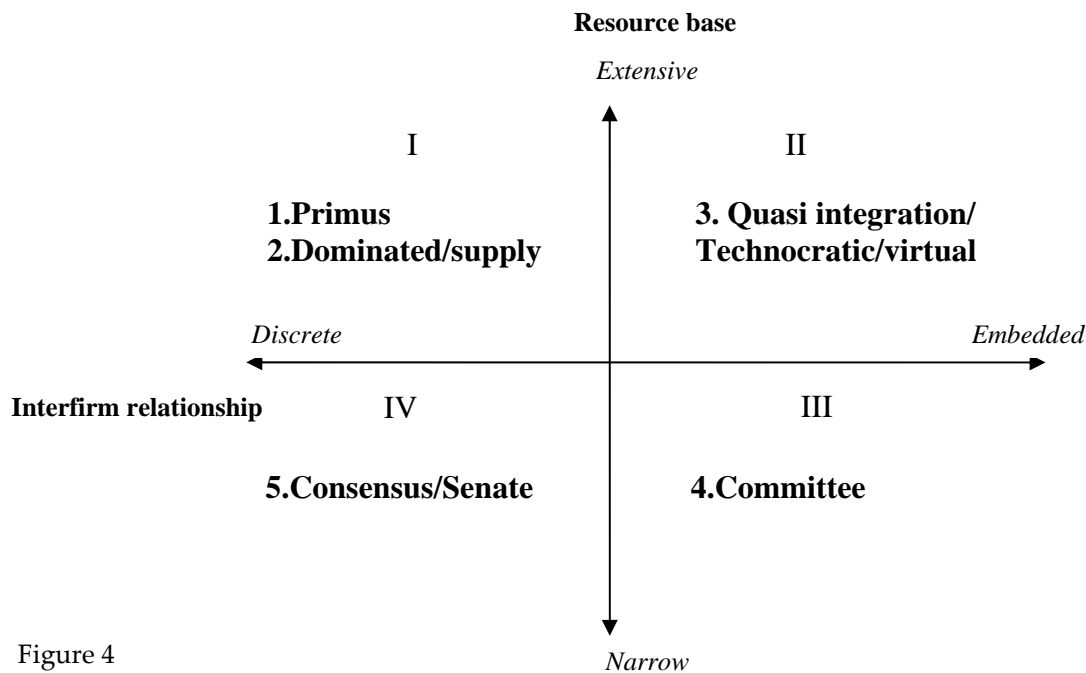 Resource base
Extensive
I
II
1.Primus
2.Dominated/supply
3. Quasi integration/
Technocratic/virtual
Discrete
Embedded
Interfirm relationship
IV
III
5.Consensus/Senate
4.Committee
Figure 4
Narrow